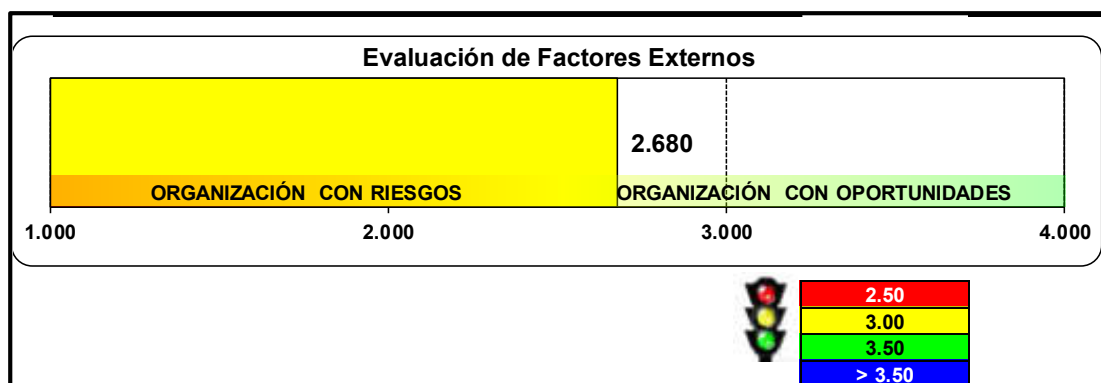 Evaluación de Factores Externos
2.680
ORGANIZACIÓN CON RIESGOS ORGANIZACIÓN CON OPORTUNIDADES
1.000 2.000 3.000 4.000
2.50
3.00
3.50
> 3.50